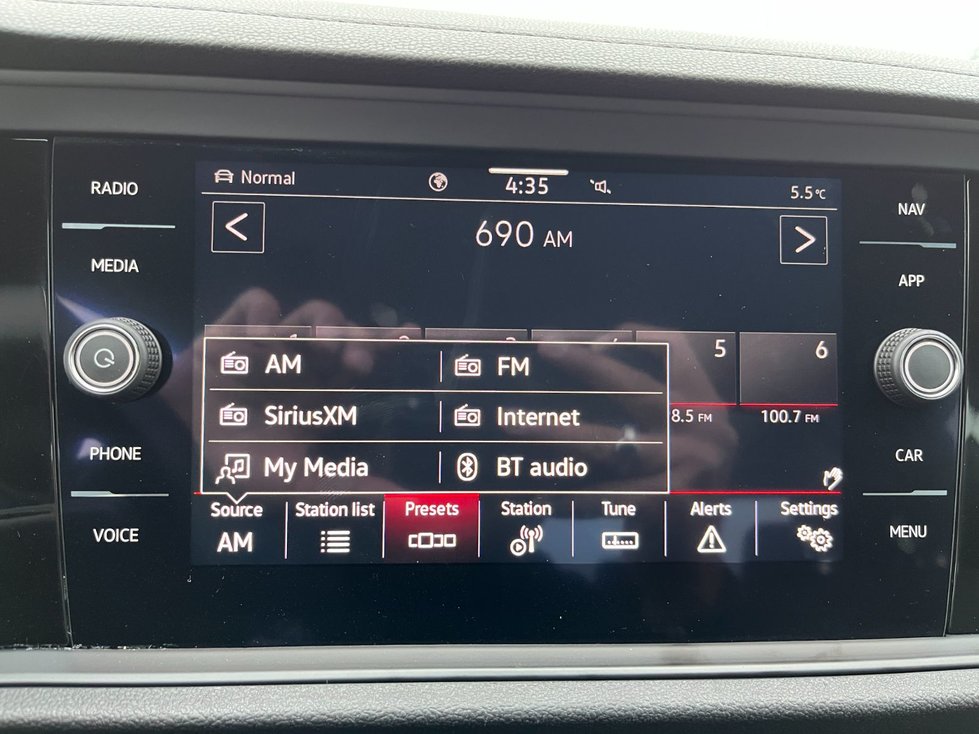 RADIO
MEDIA
PHONE
VOICE
Normal
4:35
5.5°C
690 AM
5
6
8.5 FM
100.7 FM
AM
FM
SiriusXM
Internet
My Media
BT audio
Source
Station list
Presets
Station
Tune
Alerts
Settings
AM
NAV
APP
CAR
MENU